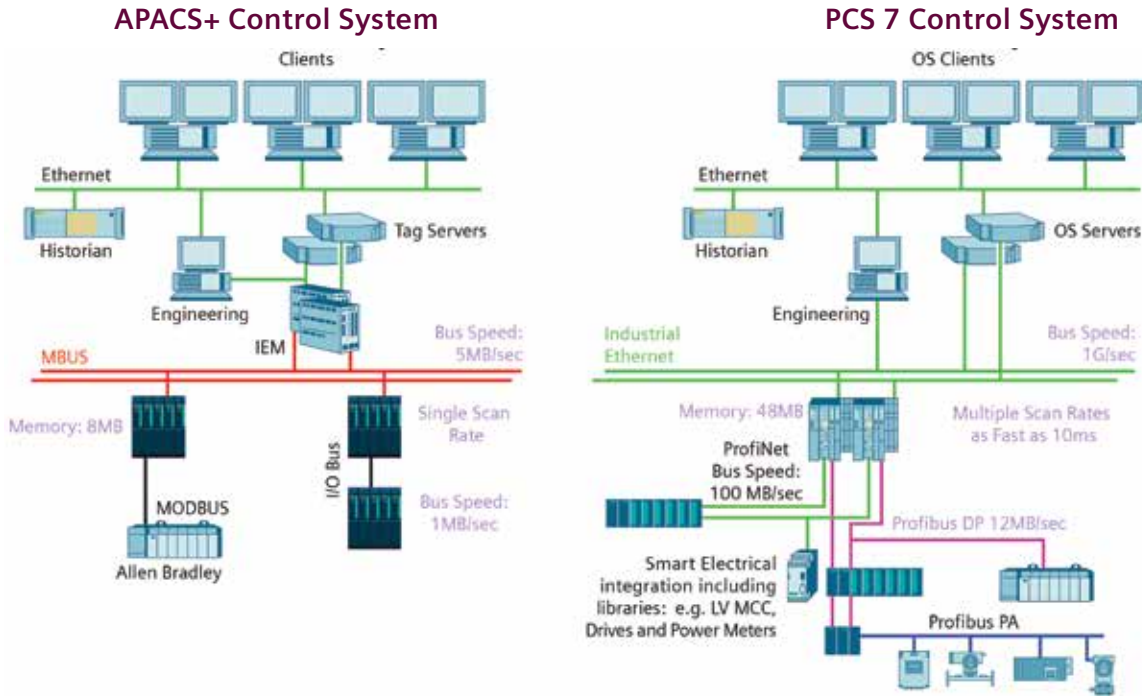 APACS+ Control System
Clients
Ethernet
Historian
Tag Servers
Engineering
IEM
Bus Speed:
5MB/sec
MBUS
Memory: 8MB
Single Scan
Rate
I/O Bus
Bus Speed:
1MB/sec
MODBUS
Allen Bradley
PCS 7 Control System
OS Clients
Ethernet
Historian
OS Servers
Engineering
Industrial
Ethernet
Bus Speed:
1G/sec
Memory: 48MB
Multiple Scan Rates
as Fast as 10ms
ProfiNet
Bus Speed:
100 MB/sec
Profibus DP 12MB/sec
Smart Electrical
integration including
libraries: e.g. LV MCC,
Drives and Power Meters
Profibus PA